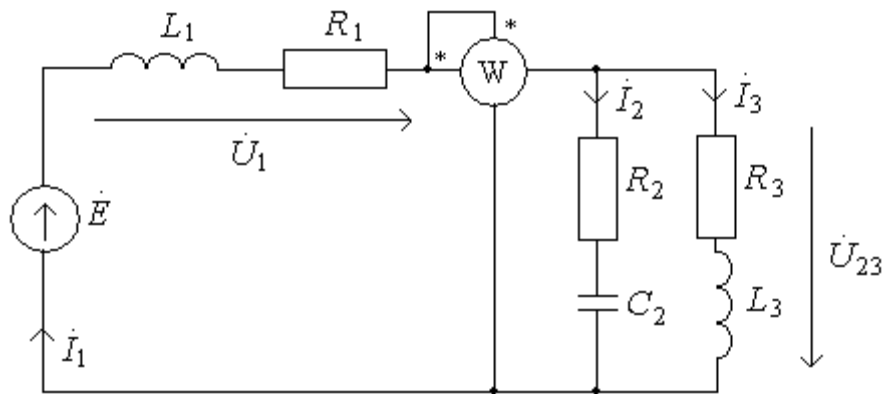 L₁
R₁
*
*
W
İ₂
İ₃
U̇₁
R₂
R₃
Ė
U̇₂₃
C₂
L₃
İ₁